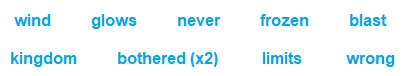 wind glows never frozen blast
kingdom bothered (x2) limits wrong